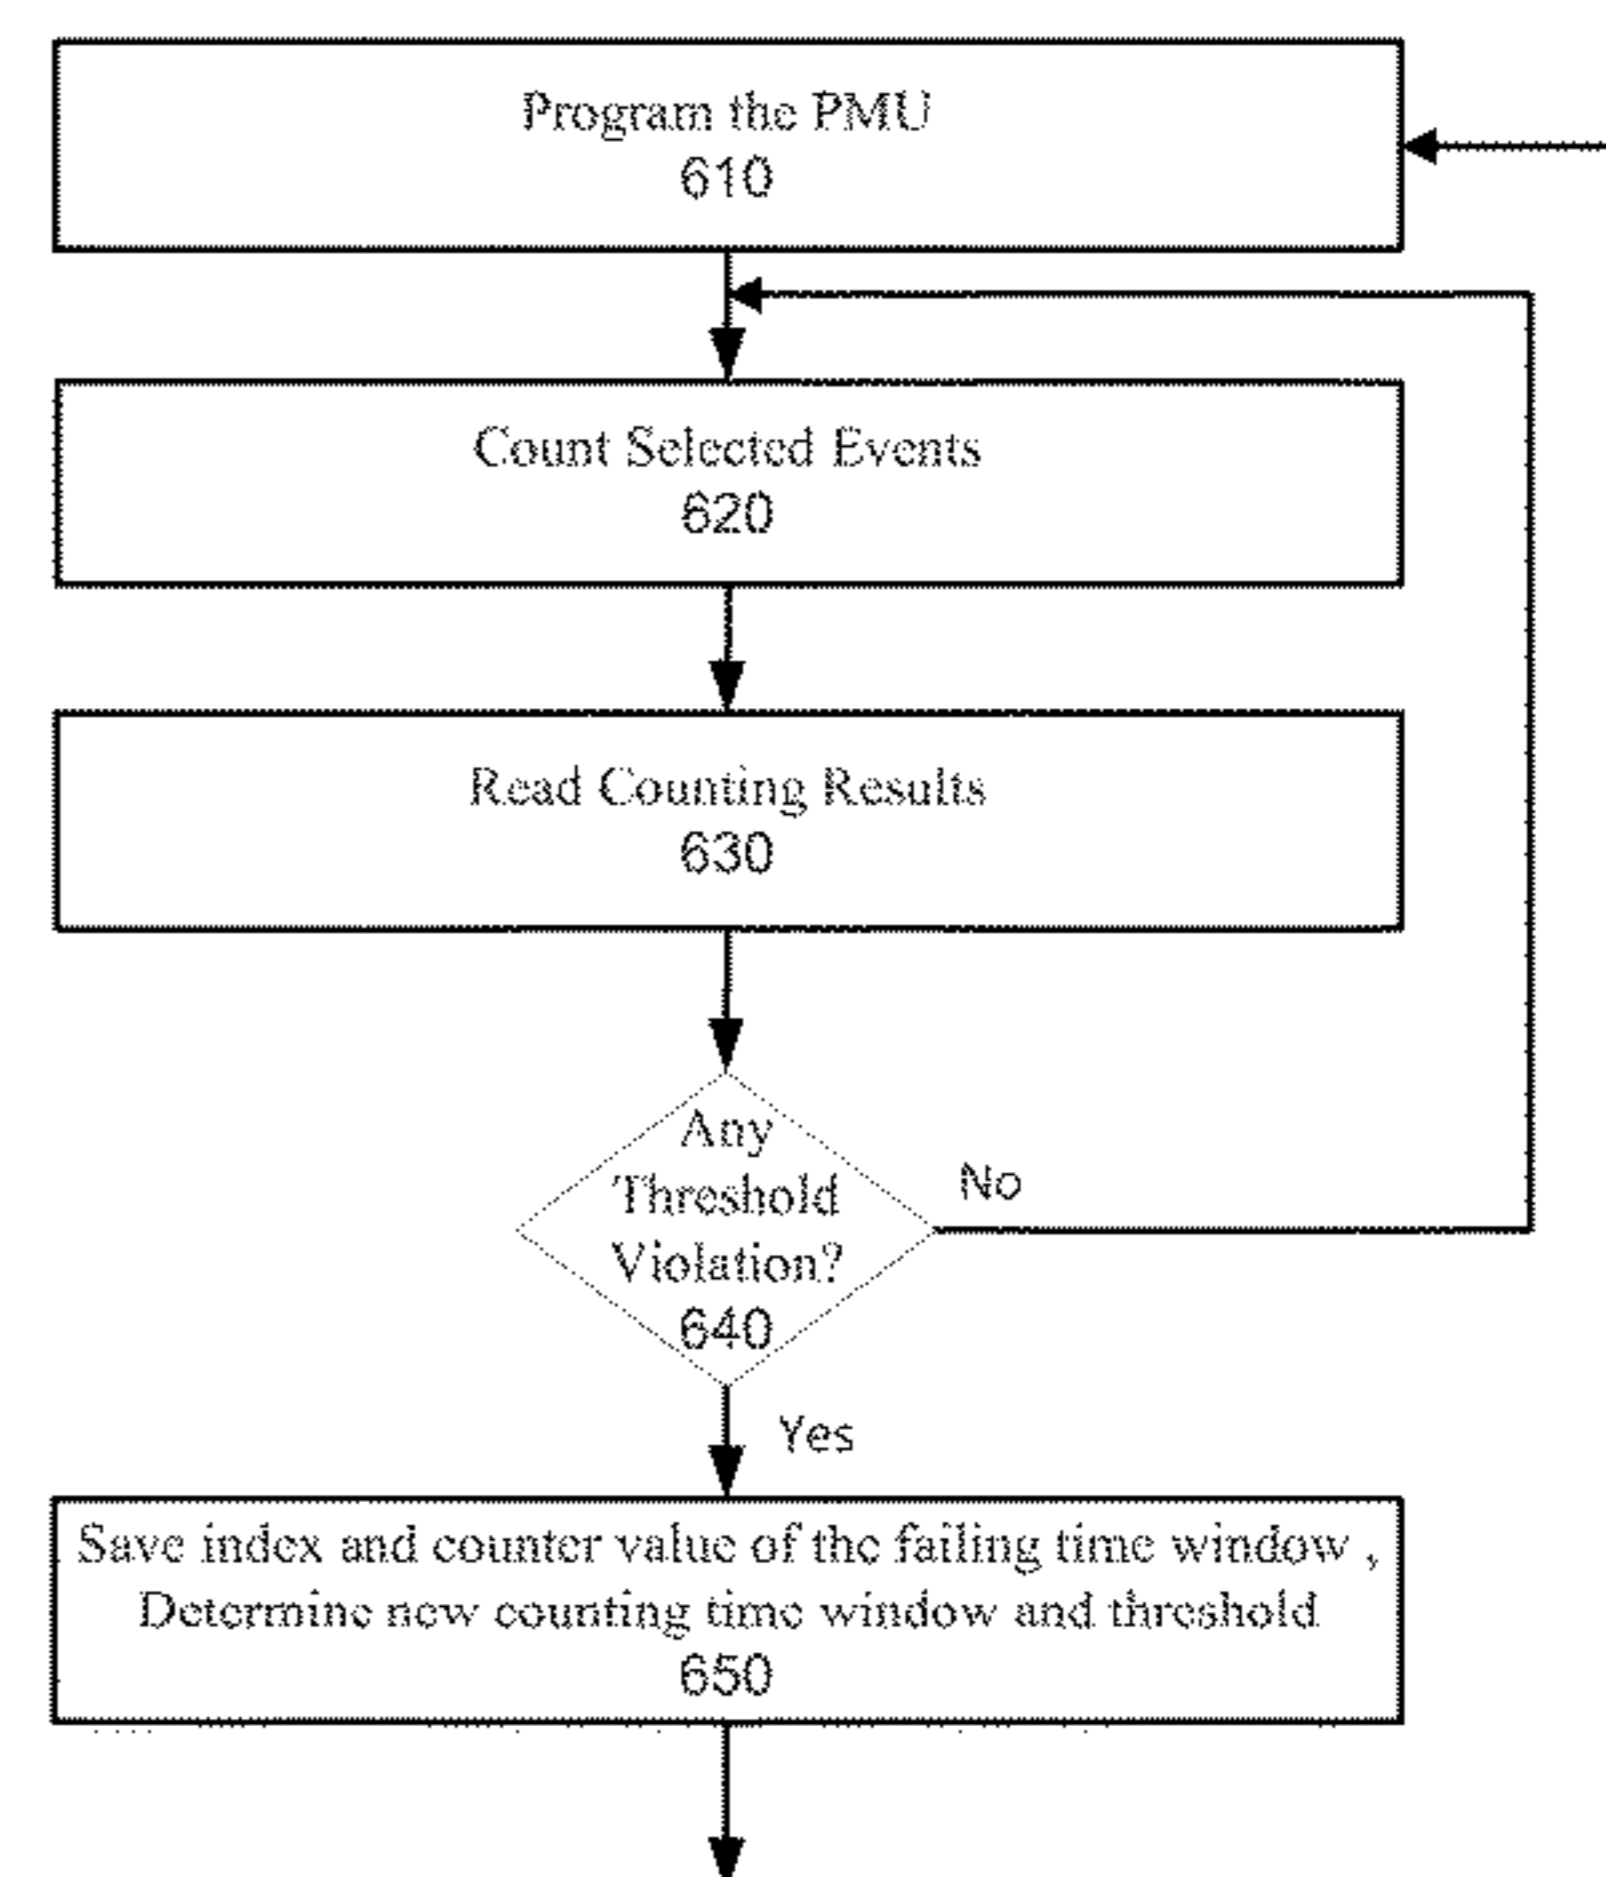 Program the PMU
610
Count Selected Events
620
Read Counting Results
630
Any
Threshold
Violation?
640
No
Yes
Save index and counter value of the failing time window ,
Determine new counting time window and threshold
650